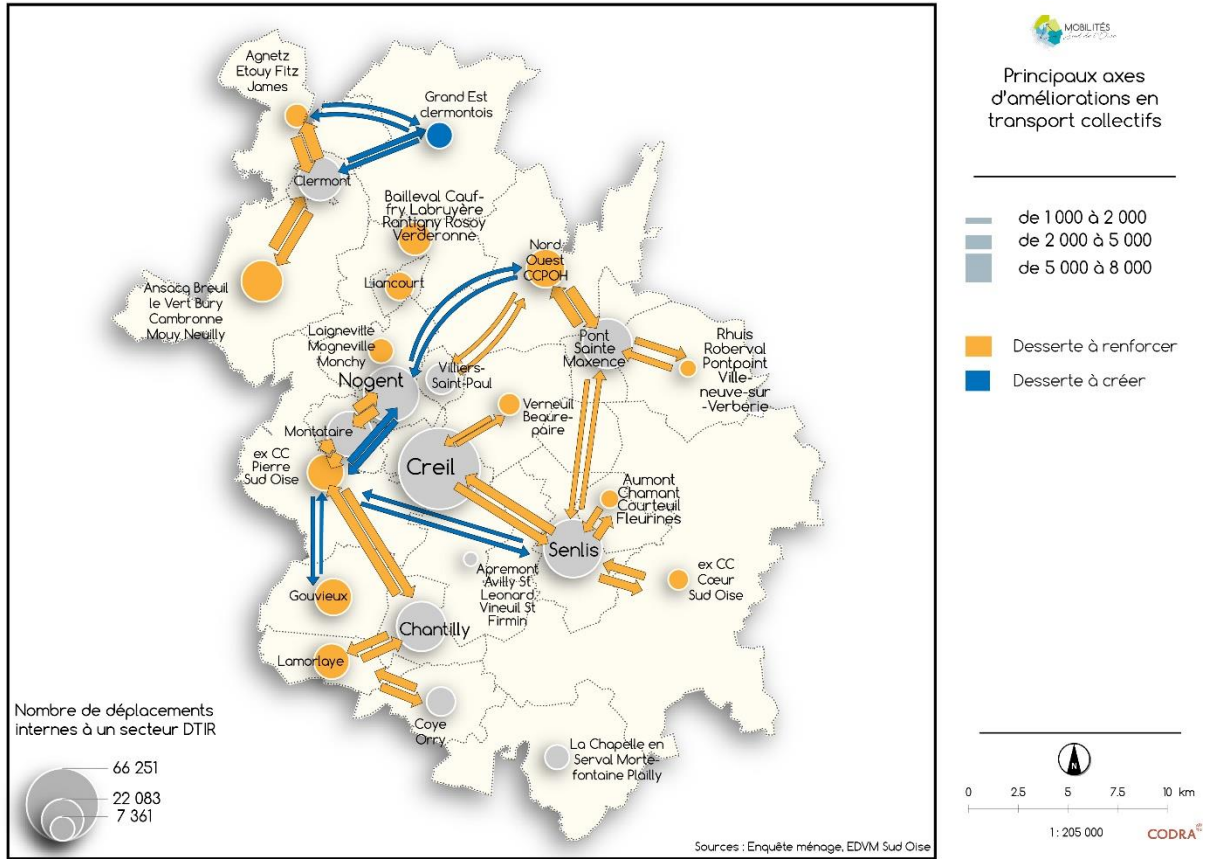 Agnetz
Etouy Fitz
James
Grand Est
clermontois
Clermont
Bailleval Cauf-
fry Labruyère
Rantigny Rosoy
Verderonne
Nord
Ouest
CCPOH
Liancourt
Ansacq Breuil
le Vert Bury
Cambronne
Mouy Neuilly
Laigneville
Mogneville
Monchy
Nogent
Villiers-
Saint-Paul
Pont
Sainte
Maxence
Rhuis
Roberval
Pontpoint
Ville-
neuve-sur
-Verberie
Verneuil
Beaure-
paire
Montataire
ex CC
Pierre
Sud Oise
Creil
Aumont
Chamant
Courteuil
Fleurines
Senlis
ex CC
Cœur
Sud Oise
Apremont
Avilly St
Leonard
Vineuil St
Firmin
Gouvieux
Chantilly
Lamorlaye
Coye
Orry
La Chapelle en
Serval Morte-
fontaine Plailly
Nombre de déplacements
internes à un secteur DTIR
66 251
22 083
7 361
Sources : Enquête ménage, EDVM Sud Oise
MOBILITÉS
Sud de l'Oise
Principaux axes
d'améliorations en
transport collectifs
de 1 000 à 2 000
de 2 000 à 5 000
de 5 000 à 8 000
Desserte à renforcer
Desserte à créer
N
0 2.5 5 7.5 10 km
1 : 205 000
CODRA